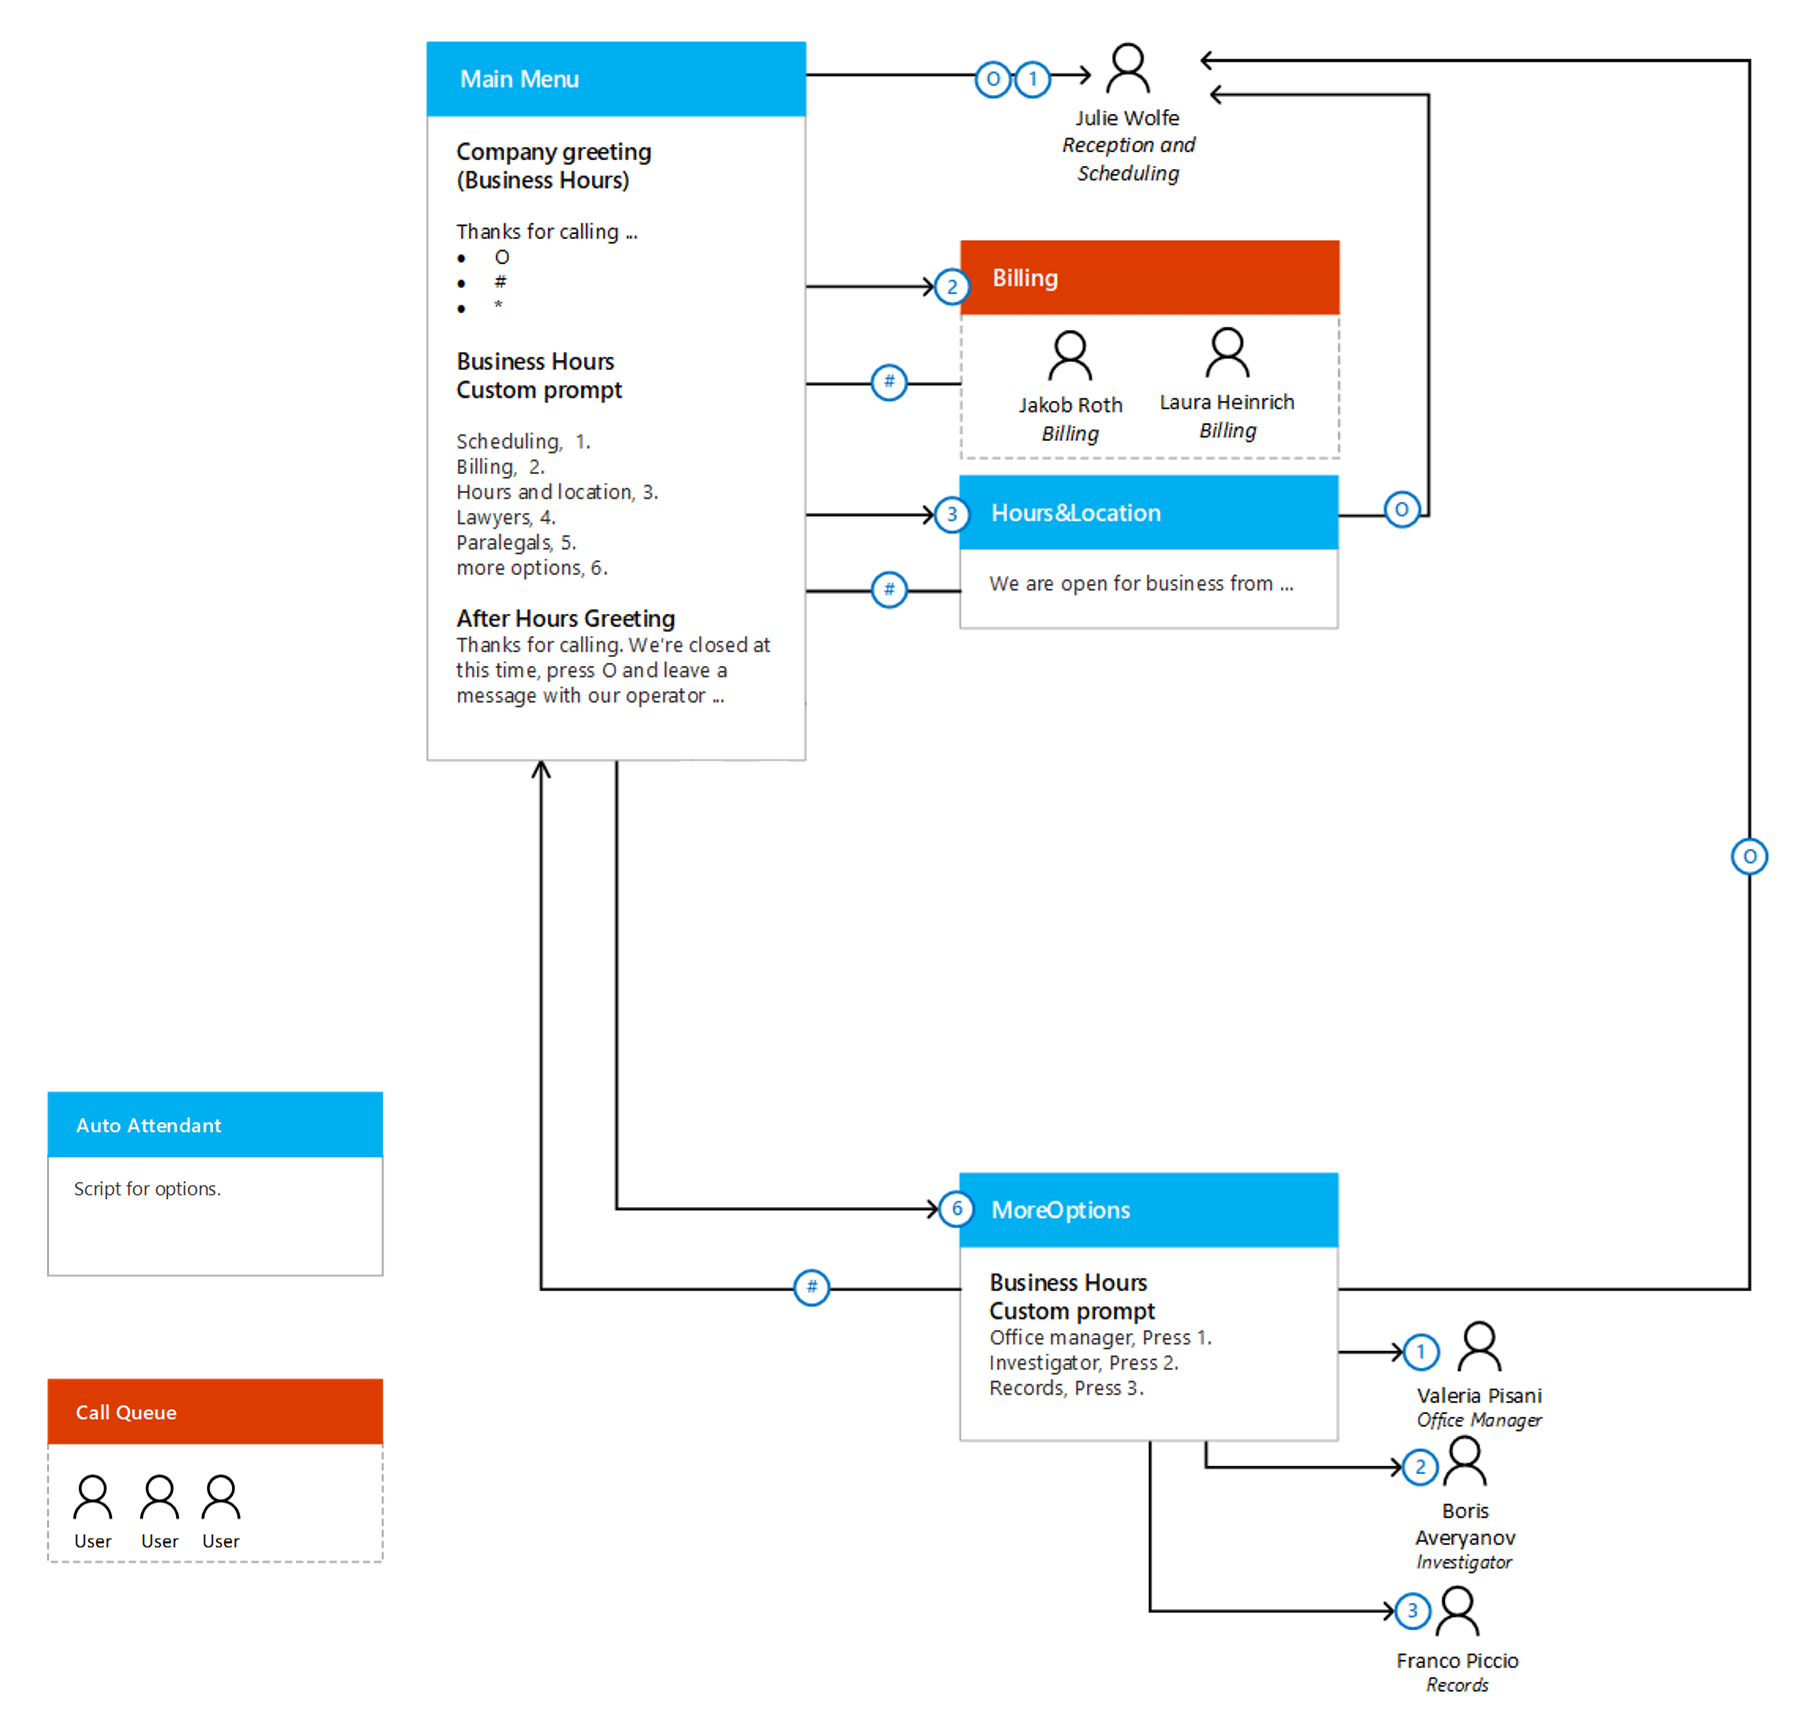 Main Menu
Company greeting
(Business Hours)
Thanks for calling ...
• O
• #
• *
Business Hours
Custom prompt
Scheduling, 1.
Billing, 2.
Hours and location, 3.
Lawyers, 4.
Paralegals, 5.
more options, 6.
After Hours Greeting
Thanks for calling. We're closed at
this time, press O and leave a
message with our operator ...
O
1
Julie Wolfe
Reception and
Scheduling
2
Billing
#
Jakob Roth
Billing
Laura Heinrich
Billing
3
Hours&Location
O
#
We are open for business from ...
O
6
MoreOptions
#
Business Hours
Custom prompt
Office manager, Press 1.
Investigator, Press 2.
Records, Press 3.
1
Valeria Pisani
Office Manager
2
Boris
Averyanov
Investigator
3
Franco Piccio
Records
Auto Attendant
Script for options.
Call Queue
User
User
User